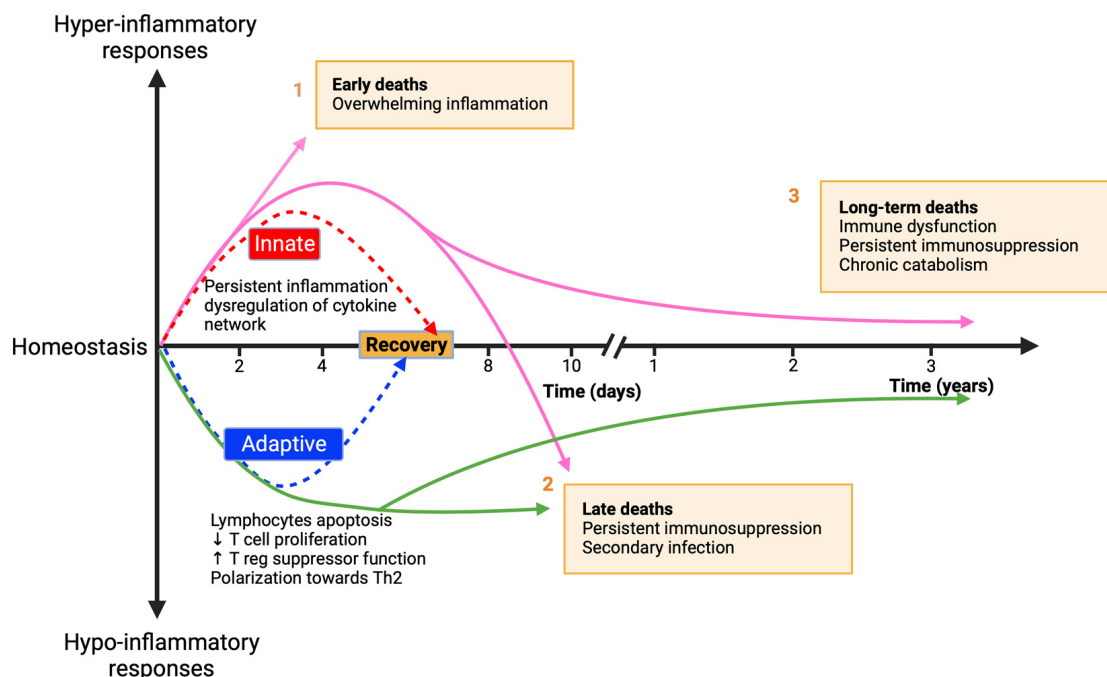 Hyper-inflammatory
responses
1
Early deaths
Overwhelming inflammation
3
Long-term deaths
Immune dysfunction
Persistent immunosuppression
Chronic catabolism
Innate
Persistent inflammation
dysregulation of cytokine
network
Homeostasis
Recovery
2
4
8
10
1
2
3
Time (days)
Time (years)
Adaptive
2
Late deaths
Persistent immunosuppression
Secondary infection
Lymphocytes apoptosis
↓ T cell proliferation
↑ T reg suppressor function
Polarization towards Th2
Hypo-inflammatory
responses